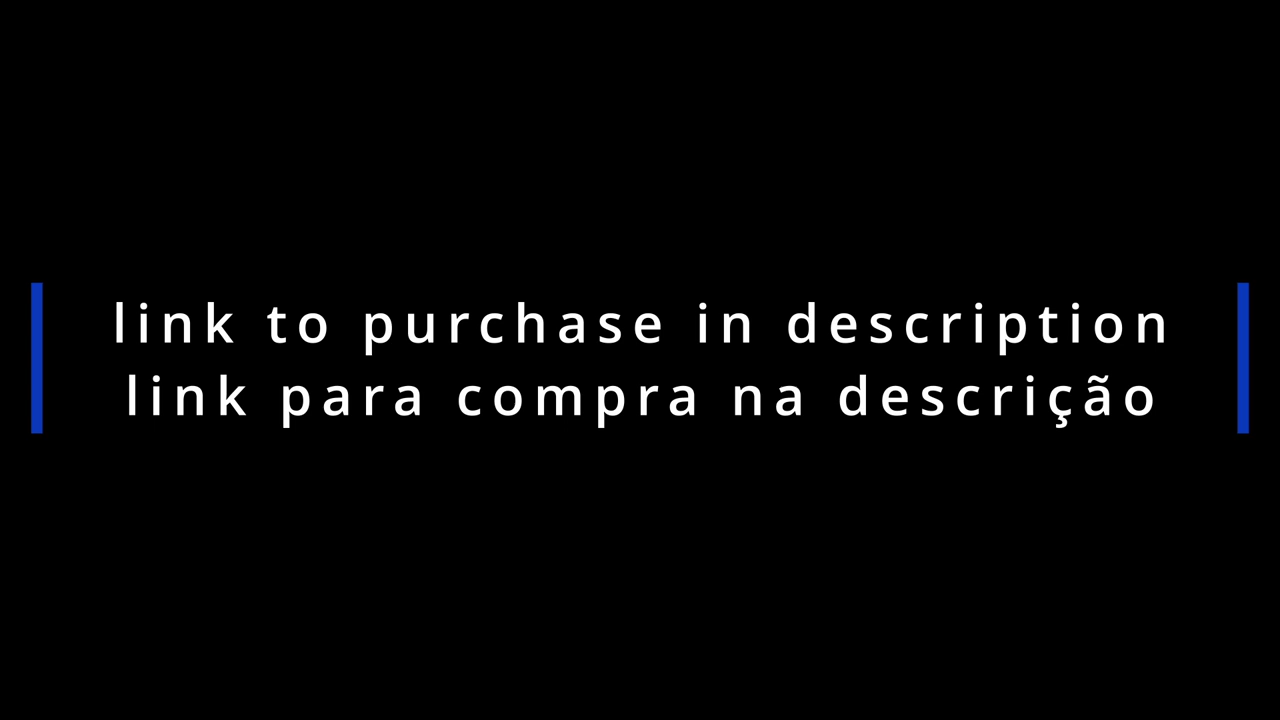 link to purchase in description
link para compra na descrição